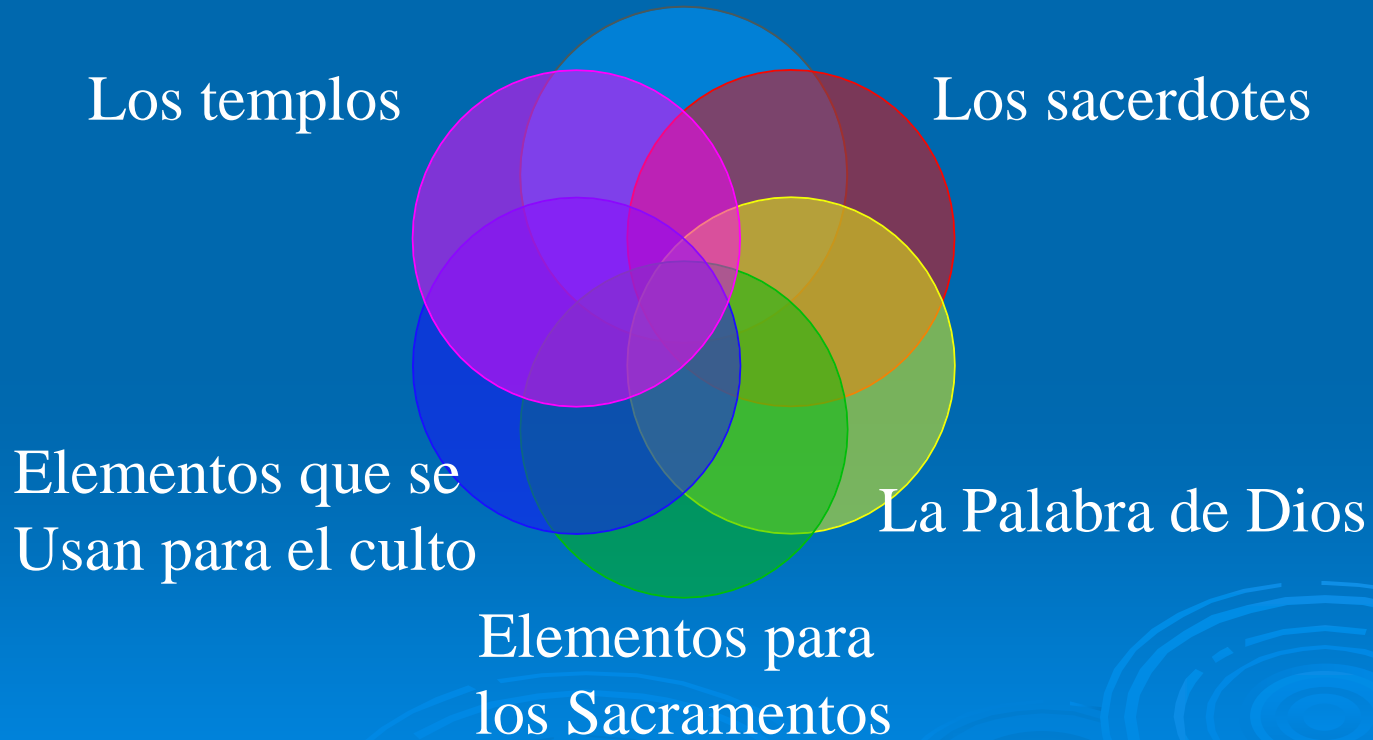 Los templos
Los sacerdotes
Elementos que se
Usan para el culto
La Palabra de Dios
Elementos para
los Sacramentos